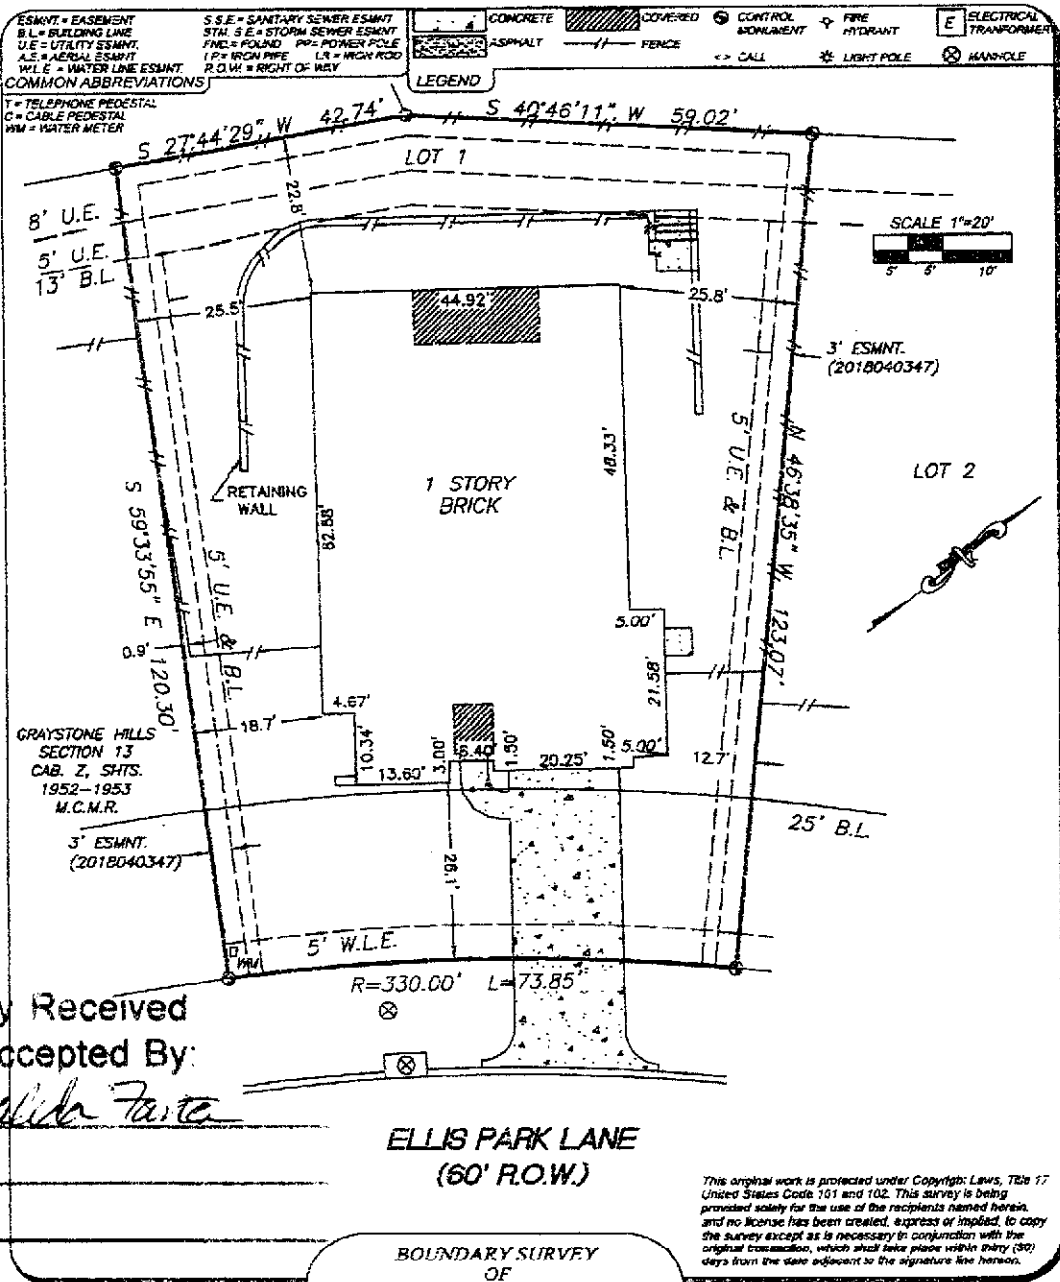 ESMNT = EASEMENT
B.L. = BUILDING LINE
U.E. = UTILITY ESMNT.
A.E. = AERIAL ESMNT
W.L.E = WATER LINE ESMNT.
S.S.E. = SANITARY SEWER ESMNT
STM. S.E. = STORM SEWER ESMNT
FND. = FOUND PP = POWER POLE
I.P. = IRON PIPE I.R. = IRON ROD
R.O.W. = RIGHT OF WAY
COMMON ABBREVIATIONS
T = TELEPHONE PEDESTAL
C = CABLE PEDESTAL
WM = WATER METER
CONCRETE
COVERED
CONTROL MONUMENT
FIRE HYDRANT
E
ELECTRICAL TRANSFORMER
ASPHALT
FENCE
< > CALL
LIGHT POLE
MANHOLE
LEGEND
S 27°44'29" W 42.74'
S 40°46'11" W 59.02'
LOT 1
22.8'
8' U.E.
5' U.E.
13' B.L.
SCALE 1"=20'
5' 5' 10'
25.5'
44.92'
25.8'
3' ESMNT.
(2018040347)
48.33'
5' U.E. & B.L.
N 46°38'35" W 123.07'
LOT 2
RETAINING
WALL
1 STORY
BRICK
62.58'
S 59°33'55" E 120.30'
5' U.E. & B.L.
0.9'
5.00'
21.58'
4.67'
18.7'
GRAYSTONE HILLS
SECTION 13
CAB. Z, SHTS.
1952-1953
M.C.M.R.
10.34'
13.60'
3.00'
6.40'
1.50'
20.25'
1.50'
5.00'
12.7'
25' B.L.
3' ESMNT.
(2018040347)
26.1'
5' W.L.E.
WM
R=330.00' L=73.85'
Received
ccepted By:
ELLIS PARK LANE
(60' R.O.W.)
This original work is protected under Copyright Laws, Title 17
United States Code 101 and 102. This survey is being
provided solely for the use of the recipients named herein,
and no license has been created, express or implied, to copy
the survey except as is necessary in conjunction with the
original transaction, which shall take place within thirty (30)
days from the date adjacent to the signature line hereon.
BOUNDARY SURVEY
OF